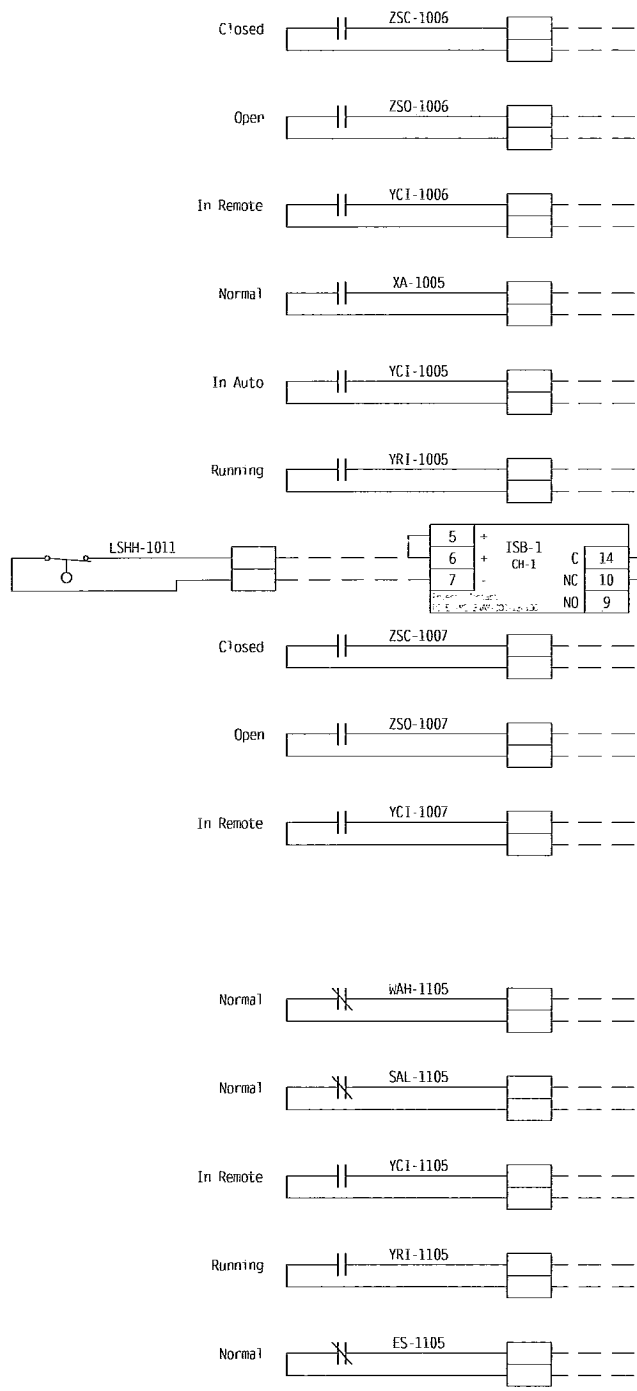 Closed ZSC-1006
Open ZSO-1006
In Remote YCI-1006
Normal XA-1005
In Auto YCI-1005
Running YRI-1005
LSHH-1011
5 +
6 + ISB-1 C 14
7 - CH-1 NC 10
NO 9
Closed ZSC-1007
Open ZSO-1007
In Remote YCI-1007
Normal WAH-1105
Normal SAL-1105
In Remote YCI-1105
Running YRI-1105
Normal ES-1105